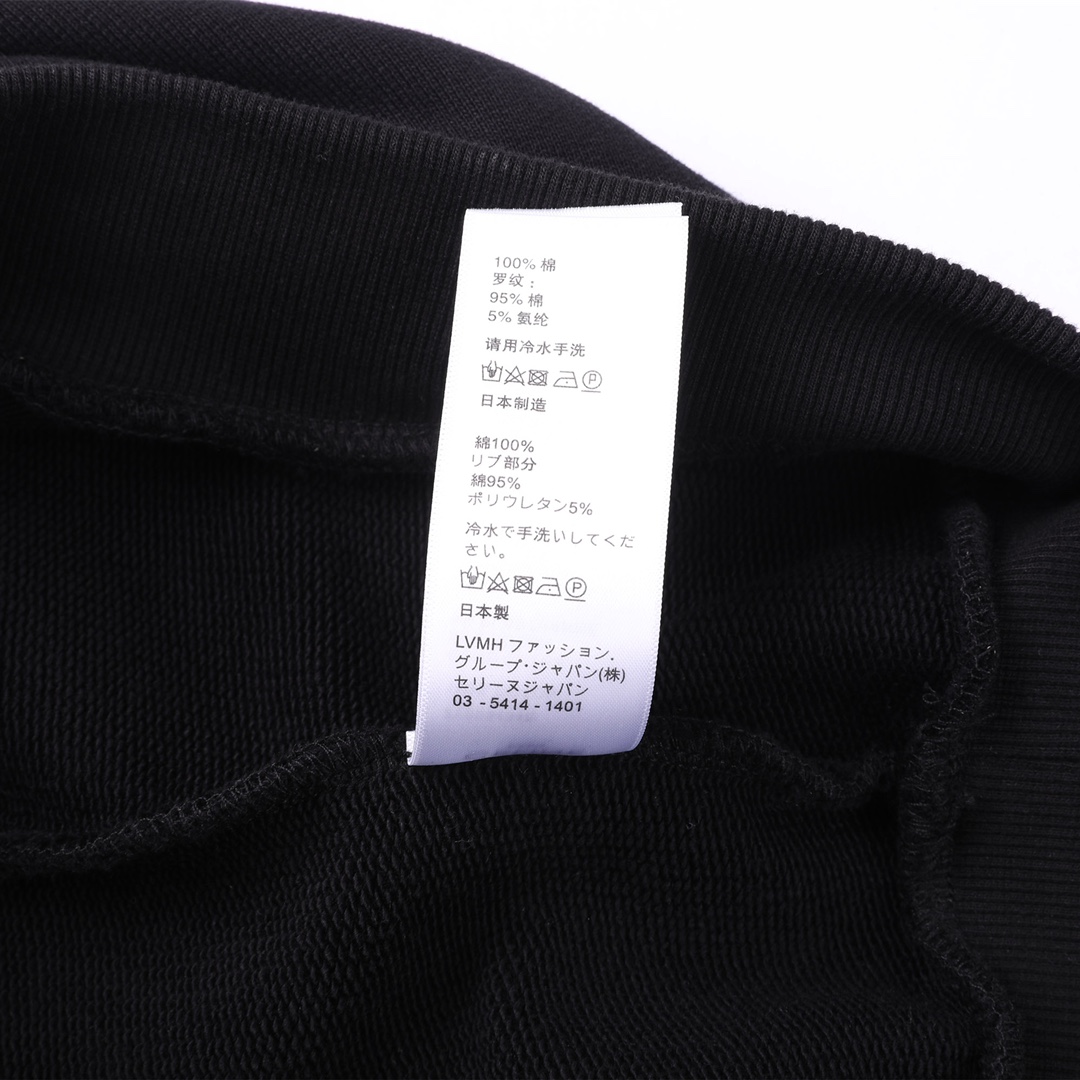 100% 棉
罗纹：
95% 棉
5% 氨纶
请用冷水手洗
P
日本制造
綿100%
リブ部分
綿95%
ポリウレタン5%
冷水で手洗いしてくだ
さい。
P
日本製
LVMH ファッション.
グループ・ジャパン(株)
セリーヌジャパン
03 - 5414 - 1401